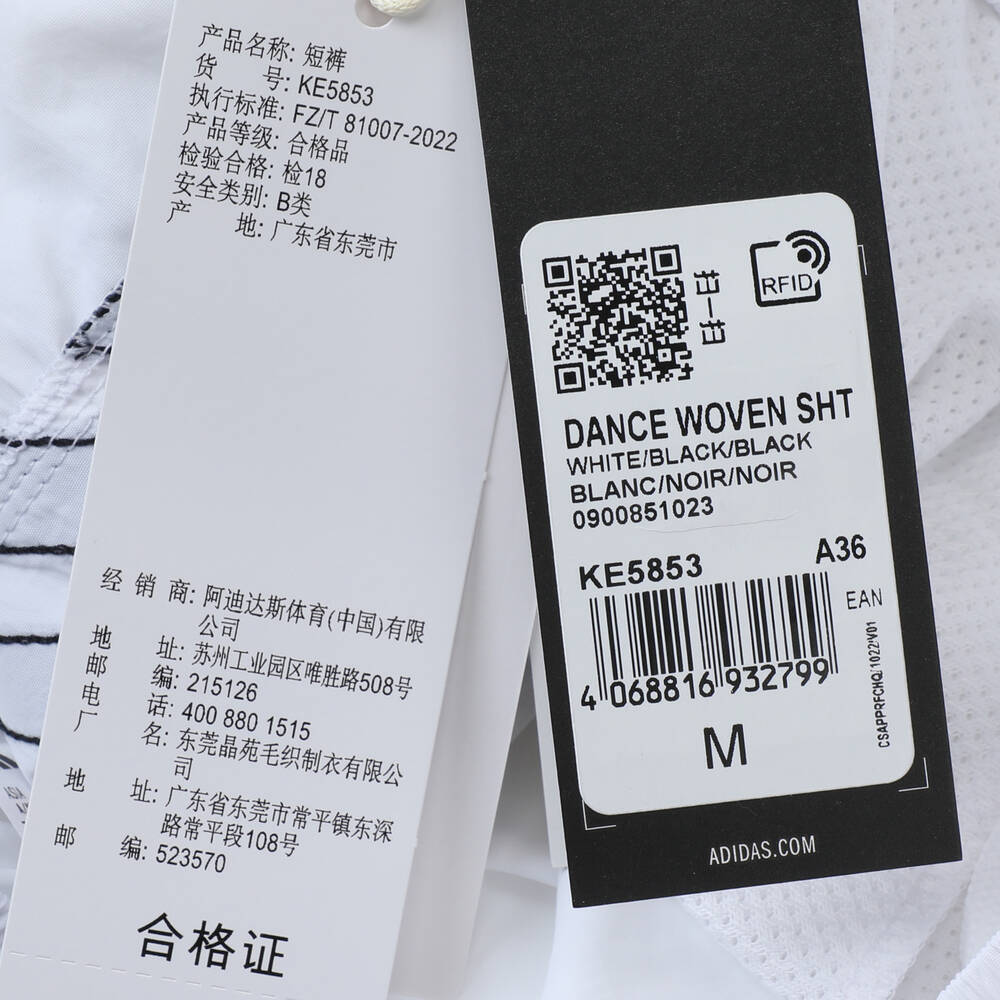 产品名称: 短裤
货 号: KE5853
执行标准: FZ/T 81007-2022
产品等级: 合格品
检验合格: 检18
安全类别: B类
产 地: 广东省东莞市
经 销 商: 阿迪达斯体育(中国)有限
公司
地 址: 苏州工业园区唯胜路508号
邮 编: 215126
电 话: 400 880 1515
厂 名: 东莞晶苑毛织制衣有限公
司
地 址: 广东省东莞市常平镇东深
路常平段108号
邮 编: 523570
合格证
RFID
DANCE WOVEN SHT
WHITE/BLACK/BLACK
BLANC/NOIR/NOIR
0900851023
KE5853 A36
EAN
4 068816 932799
CSAPPRFCHQ/1022/V01
M
ADIDAS.COM